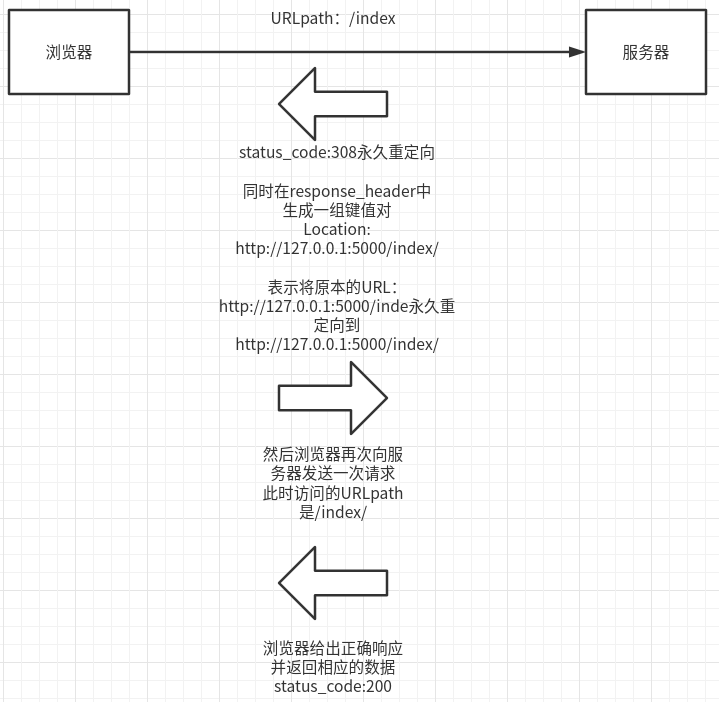 URLpath：/index
浏览器
服务器
status_code:308永久重定向
同时在response_header中
生成一组键值对
Location:
http://127.0.0.1:5000/index/
表示将原本的URL：
http://127.0.0.1:5000/inde永久重
定向到
http://127.0.0.1:5000/index/
然后浏览器再次向服
务器发送一次请求
此时访问的URLpath
是/index/
浏览器给出正确响应
并返回相应的数据
status_code:200